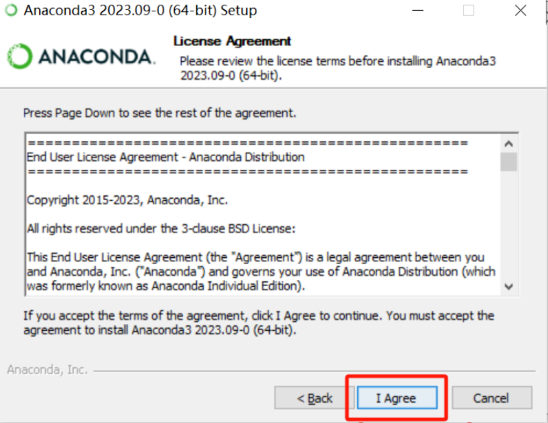 Anaconda3 2023.09-0 (64-bit) Setup
ANACONDA.
License Agreement
Please review the license terms before installing Anaconda3
2023.09-0 (64-bit).
Press Page Down to see the rest of the agreement.
====================================================
End User License Agreement - Anaconda Distribution
====================================================
Copyright 2015-2023, Anaconda, Inc.
All rights reserved under the 3-clause BSD License:
This End User License Agreement (the "Agreement") is a legal agreement between you
and Anaconda, Inc. ("Anaconda") and governs your use of Anaconda Distribution (which
was formerly known as Anaconda Individual Edition).
If you accept the terms of the agreement, click I Agree to continue. You must accept the
agreement to install Anaconda3 2023.09-0 (64-bit).
Anaconda, Inc.
< Back
I Agree
Cancel